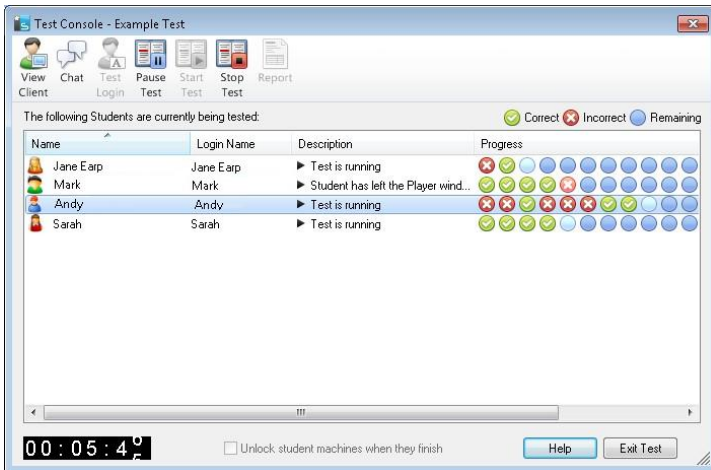 Test Console - Example Test
View Client
Chat
Test Login
Pause Test
Start Test
Stop Test
Report
The following Students are currently being tested:
Correct Incorrect Remaining
Name Login Name Description Progress
Jane Earp Jane Earp Test is running
Mark Mark Student has left the Player wind...
Andy Andy Test is running
Sarah Sarah Test is running
00:05:4
Unlock student machines when they finish
Help
Exit Test